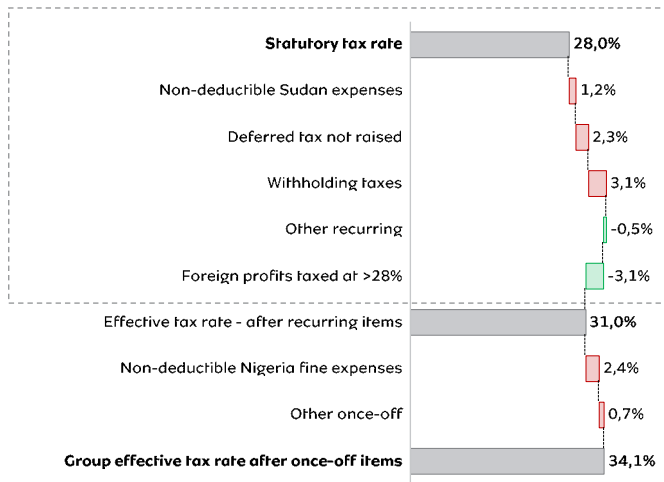 Statutory tax rate 28,0%
Non-deductible Sudan expenses 1,2%
Deferred tax not raised 2,3%
Withholding taxes 3,1%
Other recurring -0,5%
Foreign profits taxed at >28% -3,1%
Effective tax rate - after recurring items 31,0%
Non-deductible Nigeria fine expenses 2,4%
Other once-off 0,7%
Group effective tax rate after once-off items 34,1%